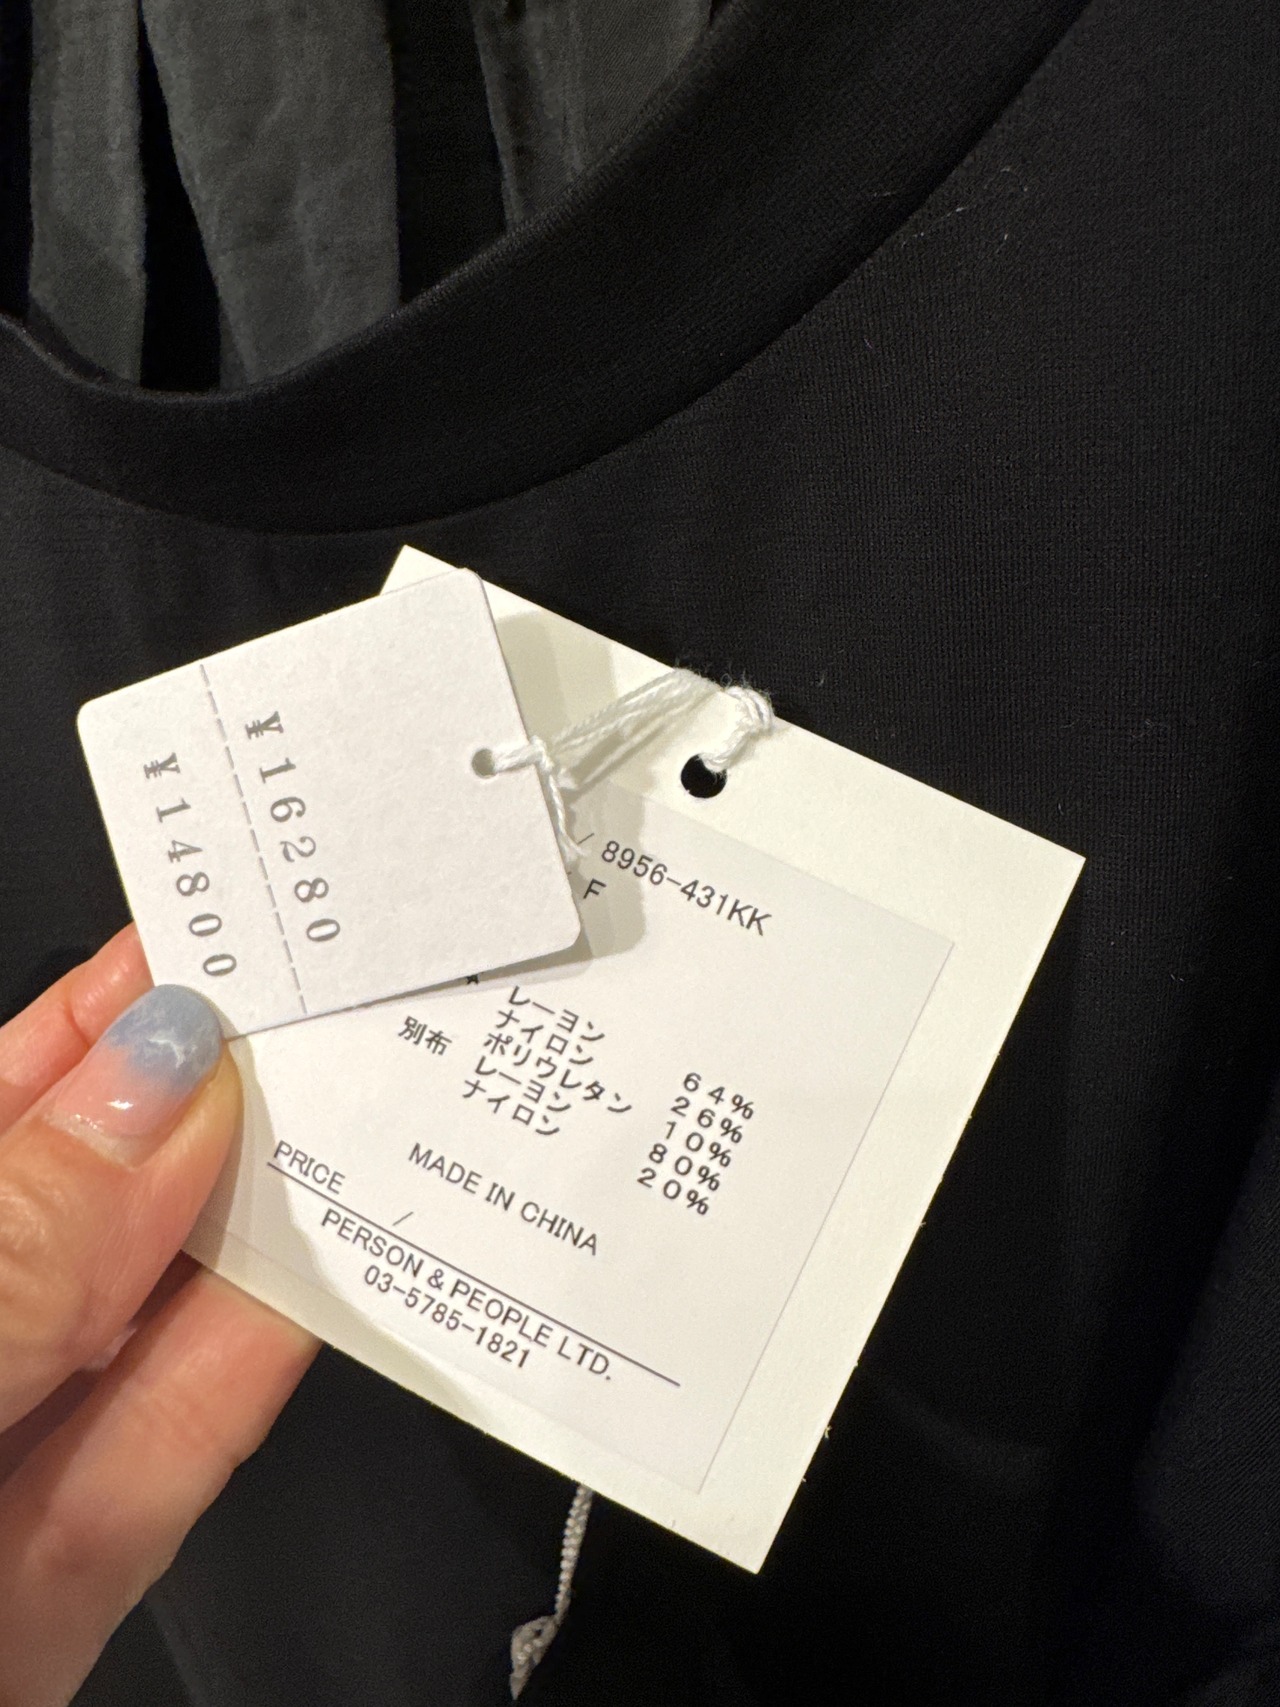 ¥16280
¥14800
/ 8956-431KK
F
レーヨン 64%
ナイロン 26%
ポリウレタン 10%
別布 レーヨン 80%
ナイロン 20%
MADE IN CHINA
PRICE /
PERSON & PEOPLE LTD.
03-5785-1821